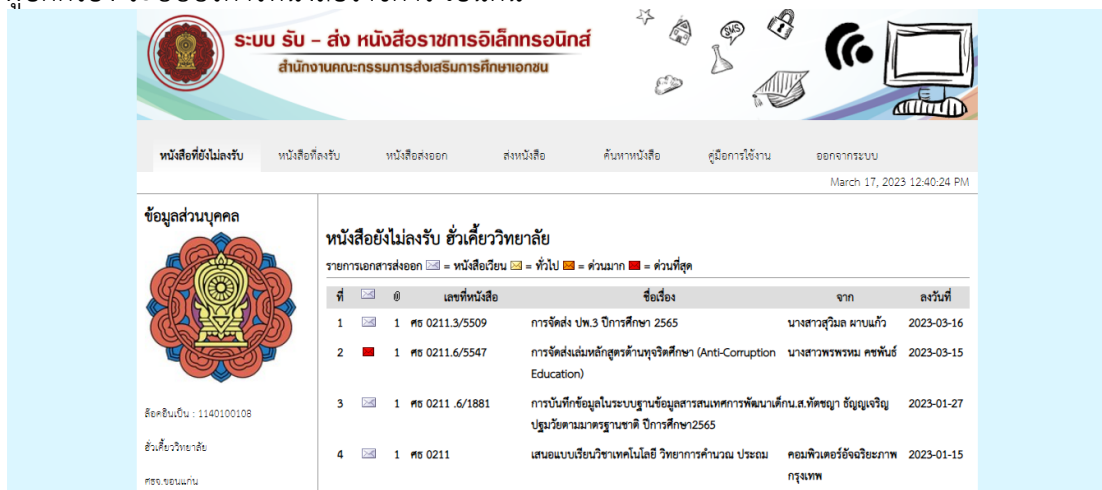 ระบบ รับ - ส่ง หนังสือราชการอิเล็กทรอนิกส์
สำนักงานคณะกรรมการส่งเสริมการศึกษาเอกชน
SMS
หนังสือที่ยังไม่ลงรับ หนังสือที่ลงรับ หนังสือส่งออก ส่งหนังสือ ค้นหาหนังสือ คู่มือการใช้งาน ออกจากระบบ
March 17, 2023 12:40:24 PM
ข้อมูลส่วนบุคคล
ล๊อคอินเป็น : 1140100108
ฮั่วเคี้ยววิทยาลัย
ศธจ.ขอนแก่น
หนังสือยังไม่ลงรับ ฮั่วเคี้ยววิทยาลัย
รายการเอกสารส่งออก = หนังสือเวียน = ทั่วไป = ด่วนมาก = ด่วนที่สุด
ที่ เลขที่หนังสือ ชื่อเรื่อง จาก ลงวันที่
1 1 ศธ 0211.3/5509 การจัดส่ง ปพ.3 ปีการศึกษา 2565 นางสาวสุวิมล ผาบแก้ว 2023-03-16
2 1 ศธ 0211.6/5547 การจัดส่งเล่มหลักสูตรต้านทุจริตศึกษา (Anti-Corruption นางสาวพรพรหม คชพันธ์ 2023-03-15
Education)
3 1 ศธ 0211 .6/1881 การบันทึกข้อมูลในระบบฐานข้อมูลสารสนเทศการพัฒนาเด็กน.ส.ทัตชญา ธัญญเจริญ 2023-01-27
ปฐมวัยตามมาตรฐานชาติ ปีการศึกษา2565
4 1 ศธ 0211 เสนอแบบเรียนวิชาเทคโนโลยี วิทยาการคำนวณ ประถม คอมพิวเตอร์อัจฉริยะภาพ 2023-01-15
กรุงเทพ